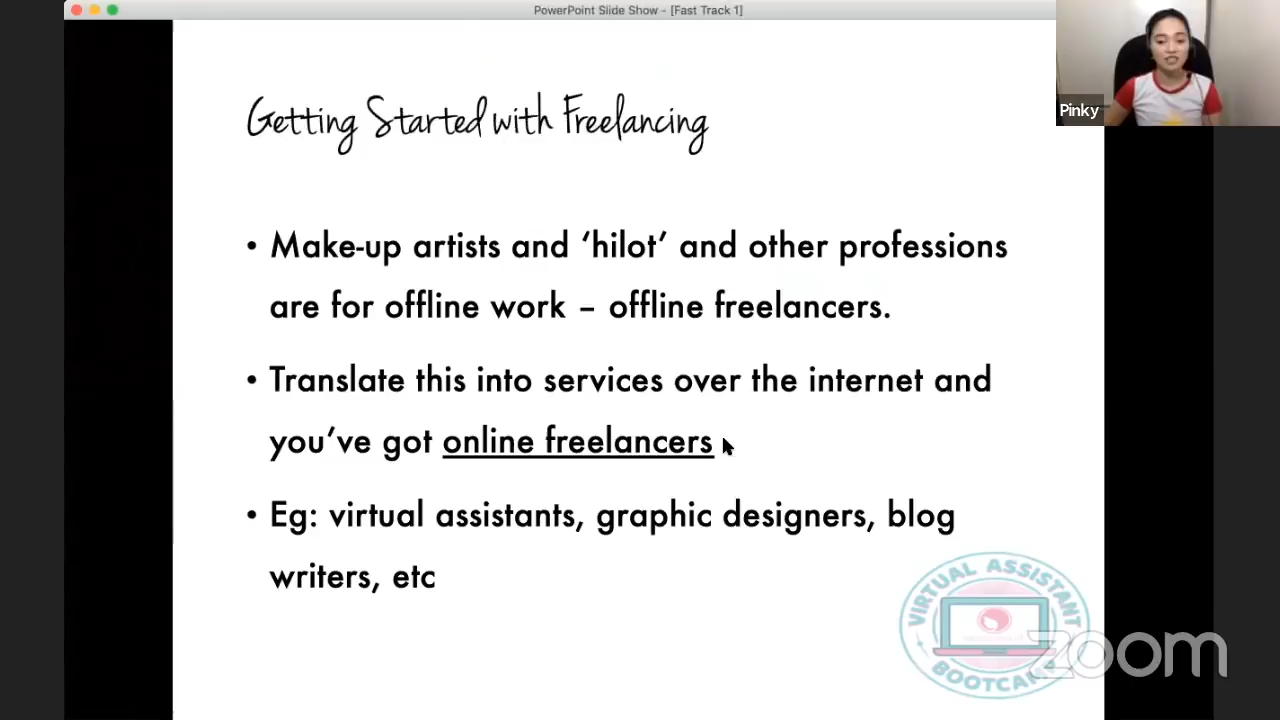 PowerPoint Slide Show - [Fast Track 1]
Pinky
Getting Started with Freelancing
• Make-up artists and ‘hilot’ and other professions
are for offline work – offline freelancers.
• Translate this into services over the internet and
you’ve got online freelancers
• Eg: virtual assistants, graphic designers, blog
writers, etc
VIRTUAL ASSISTANT
BOOTCAMP
zoom